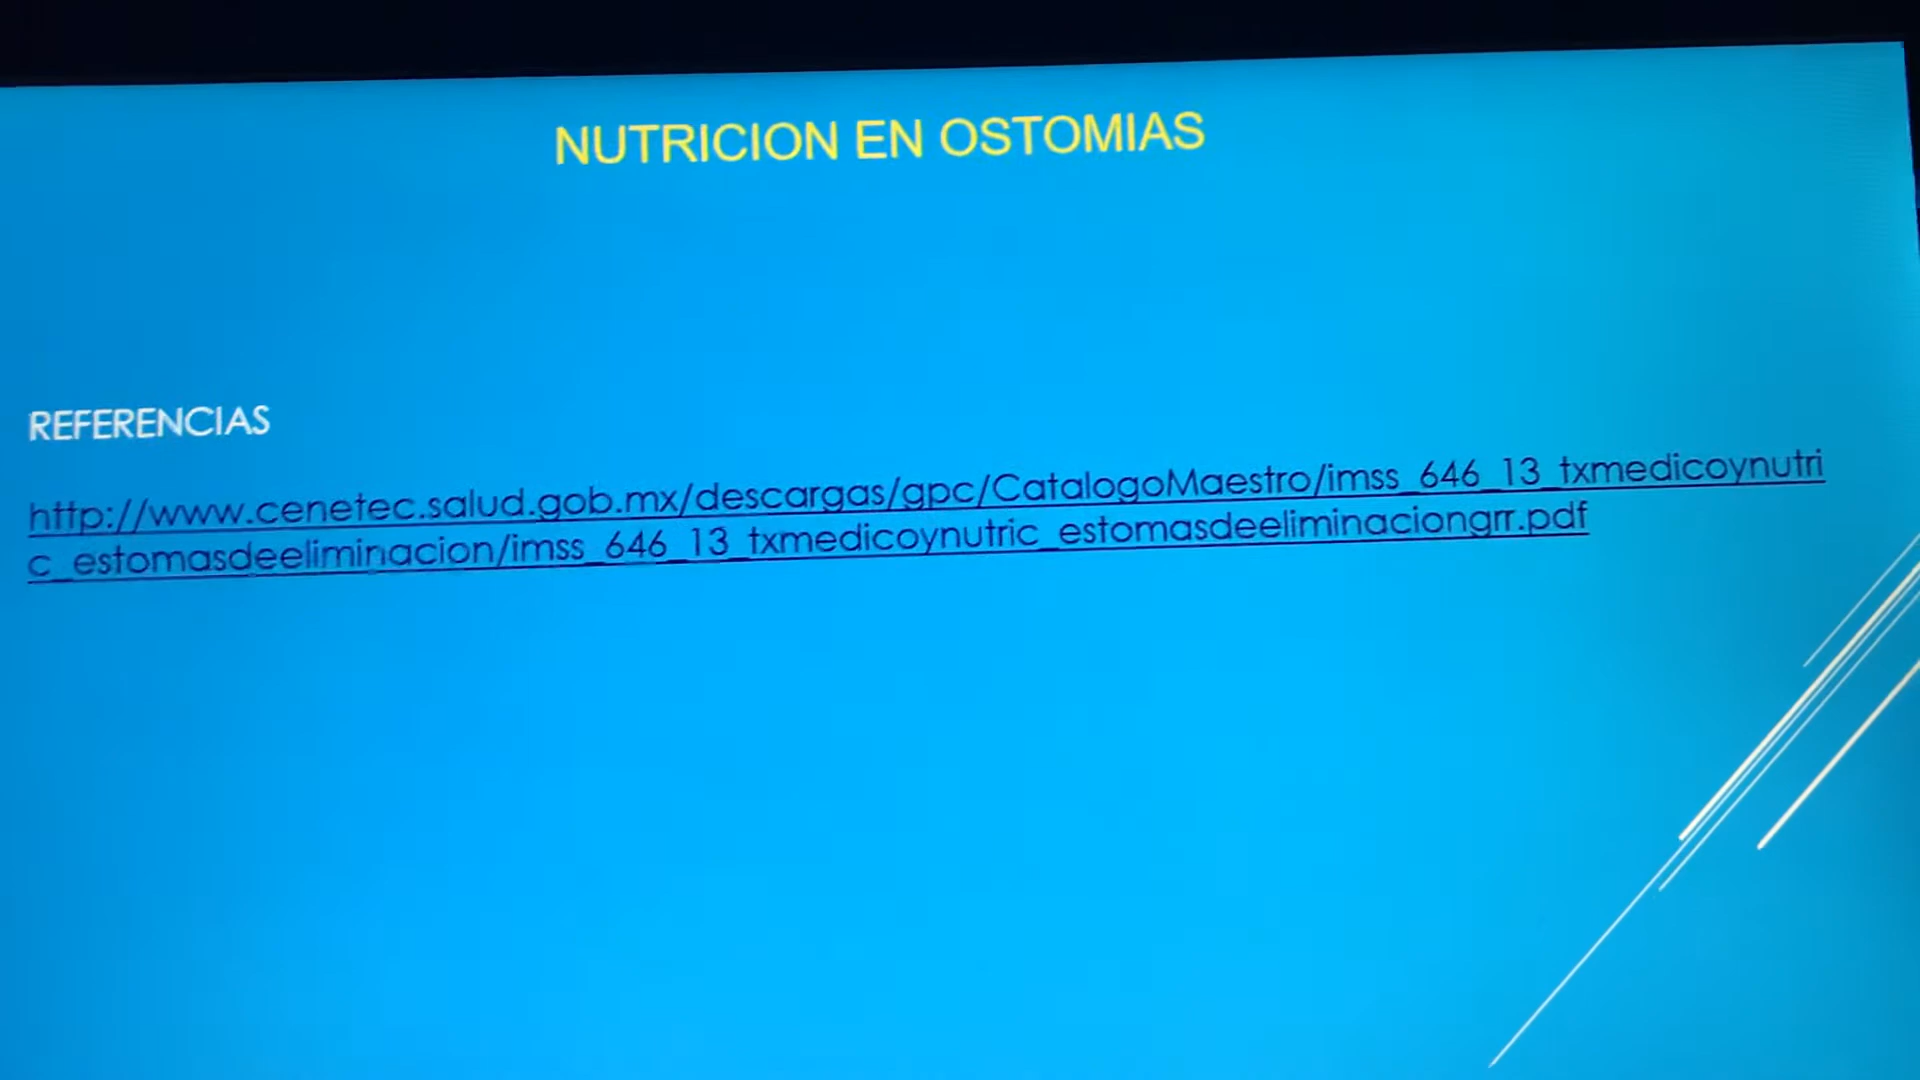 NUTRICION EN OSTOMIAS
REFERENCIAS
http://www.cenetec.salud.gob.mx/descargas/gpc/CatalogoMaestro/imss_646_13_txmedicoynutri
c_estomasdeeliminacion/imss_646_13_txmedicoynutric_estomasdeeliminaciongrr.pdf